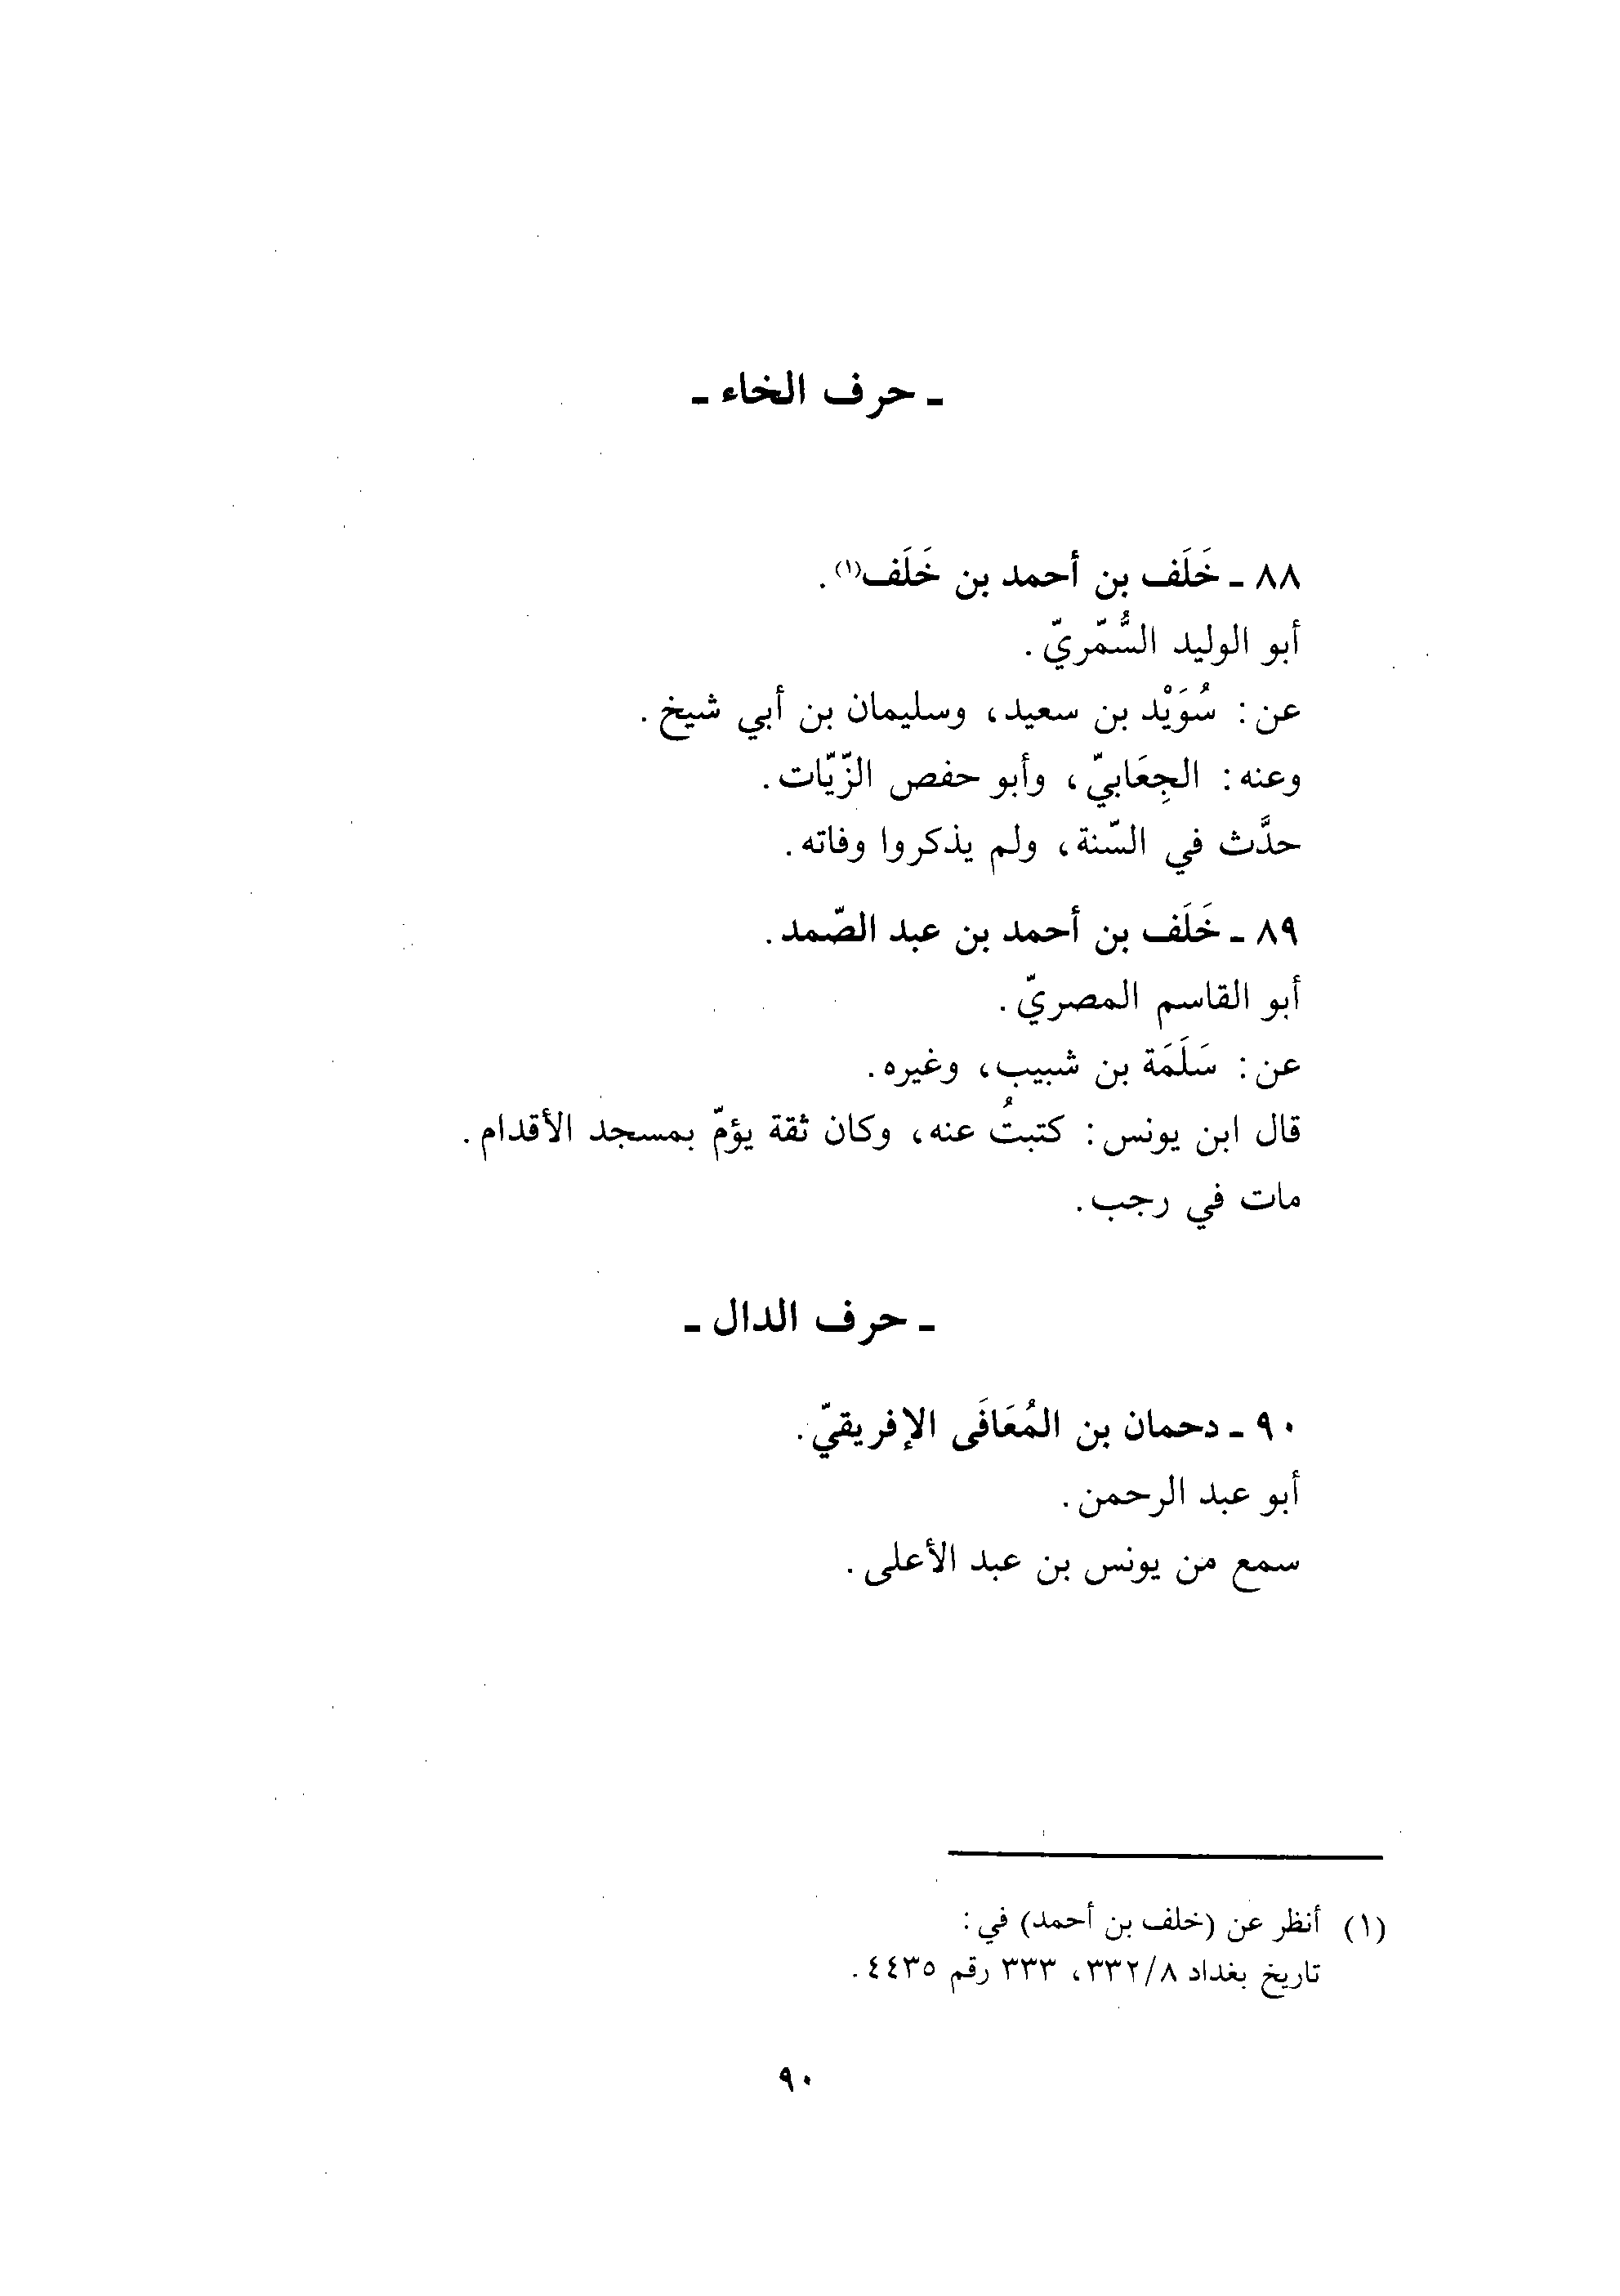 ـ حرف الخاء ـ
٨٨ ـ خَلَف بن أحمد بن خَلَف(١).
أبو الوليد السُّمّريّ.
عن: سُوَيْد بن سعيد، وسليمان بن أبي شيخ.
وعنه: الجِعَابيّ، وأبو حفص الزّيّات.
حدَّث في السّنة، ولم يذكروا وفاته.
٨٩ ـ خَلَف بن أحمد بن عبد الصّمد.
أبو القاسم المصريّ.
عن: سَلَمَة بن شبيب، وغيره.
قال ابن يونس: كتبتُ عنه، وكان ثقة يؤمّ بمسجد الأقدام.
مات في رجب.
ـ حرف الدال ـ
٩٠ ـ دحمان بن المُعَافَى الإفريقيّ.
أبو عبد الرحمن.
سمع من يونس بن عبد الأعلى.
(١) أنظر عن (خلف بن أحمد) في:
تاريخ بغداد ٣٣٢/٨، ٣٣٣ رقم ٤٤٣٥.
٩٠